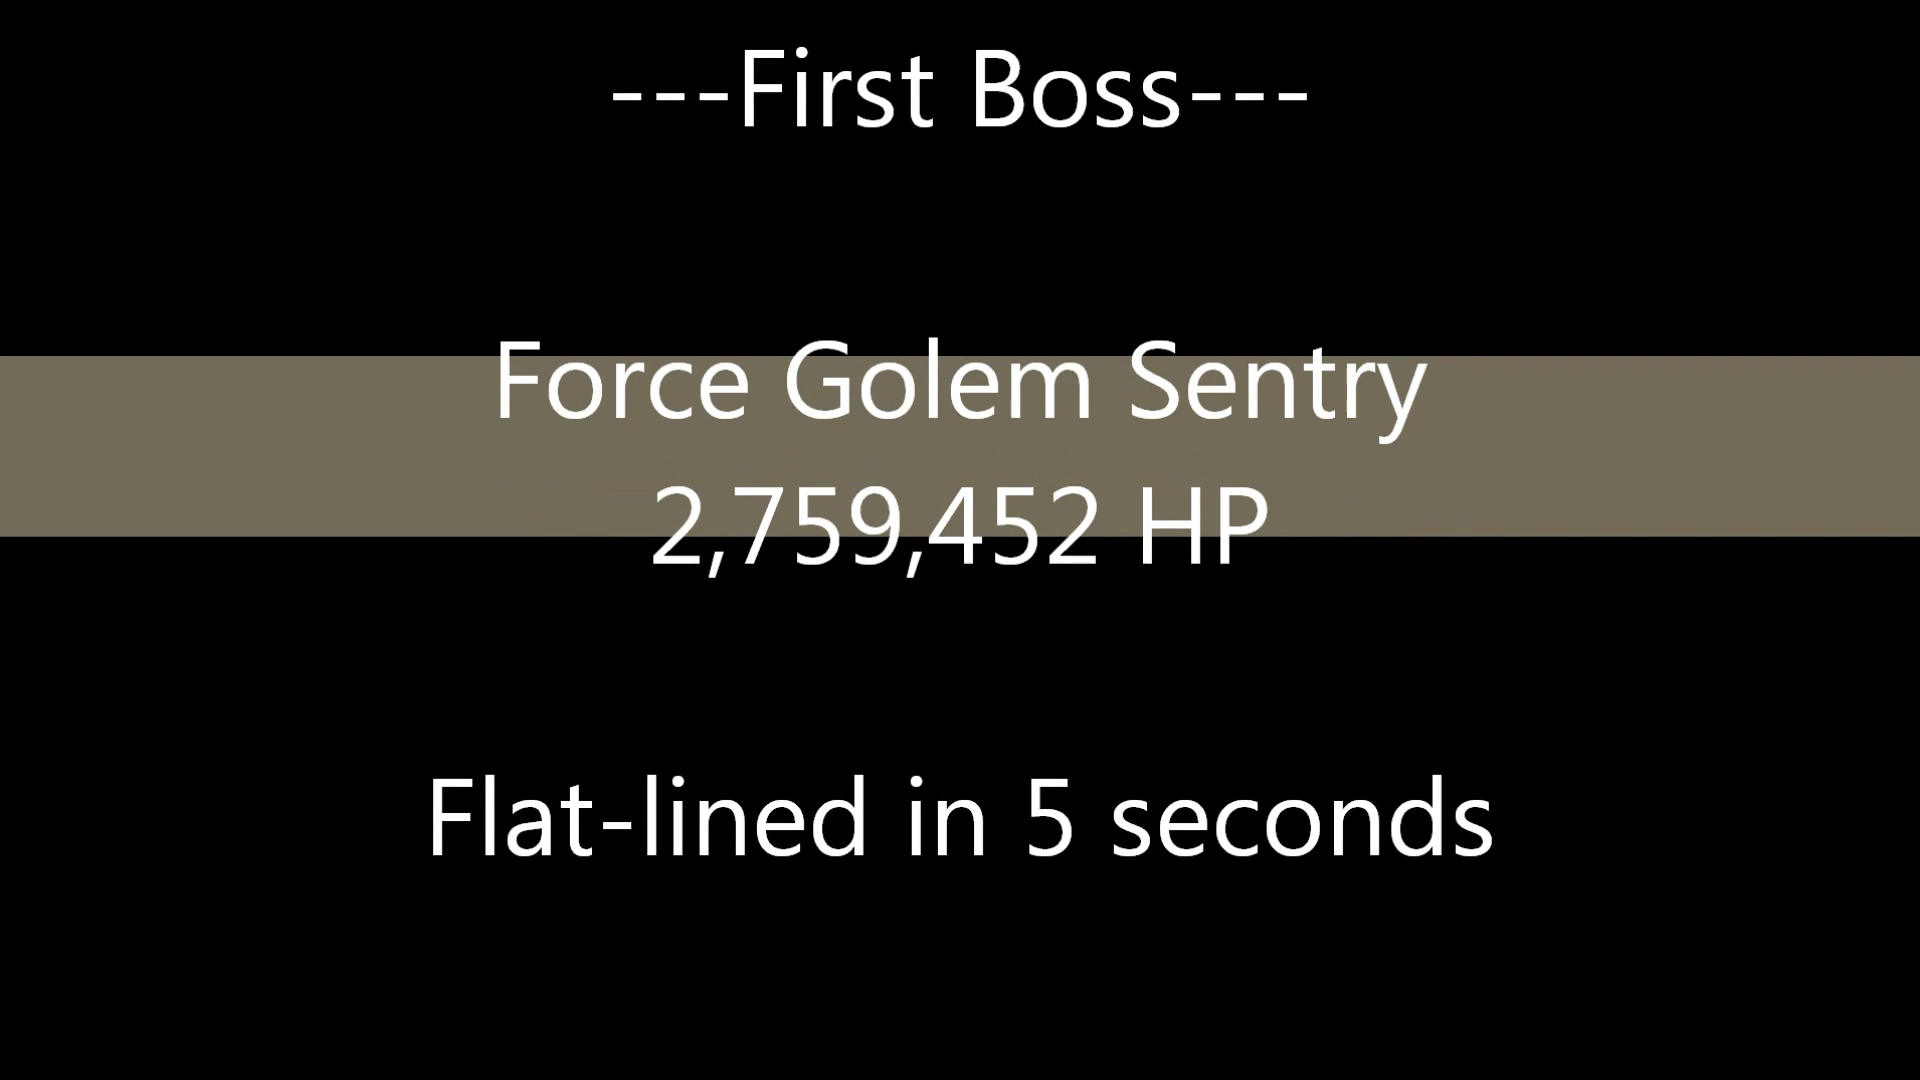 ---First Boss---
Force Golem Sentry
2,759,452 HP
Flat-lined in 5 seconds